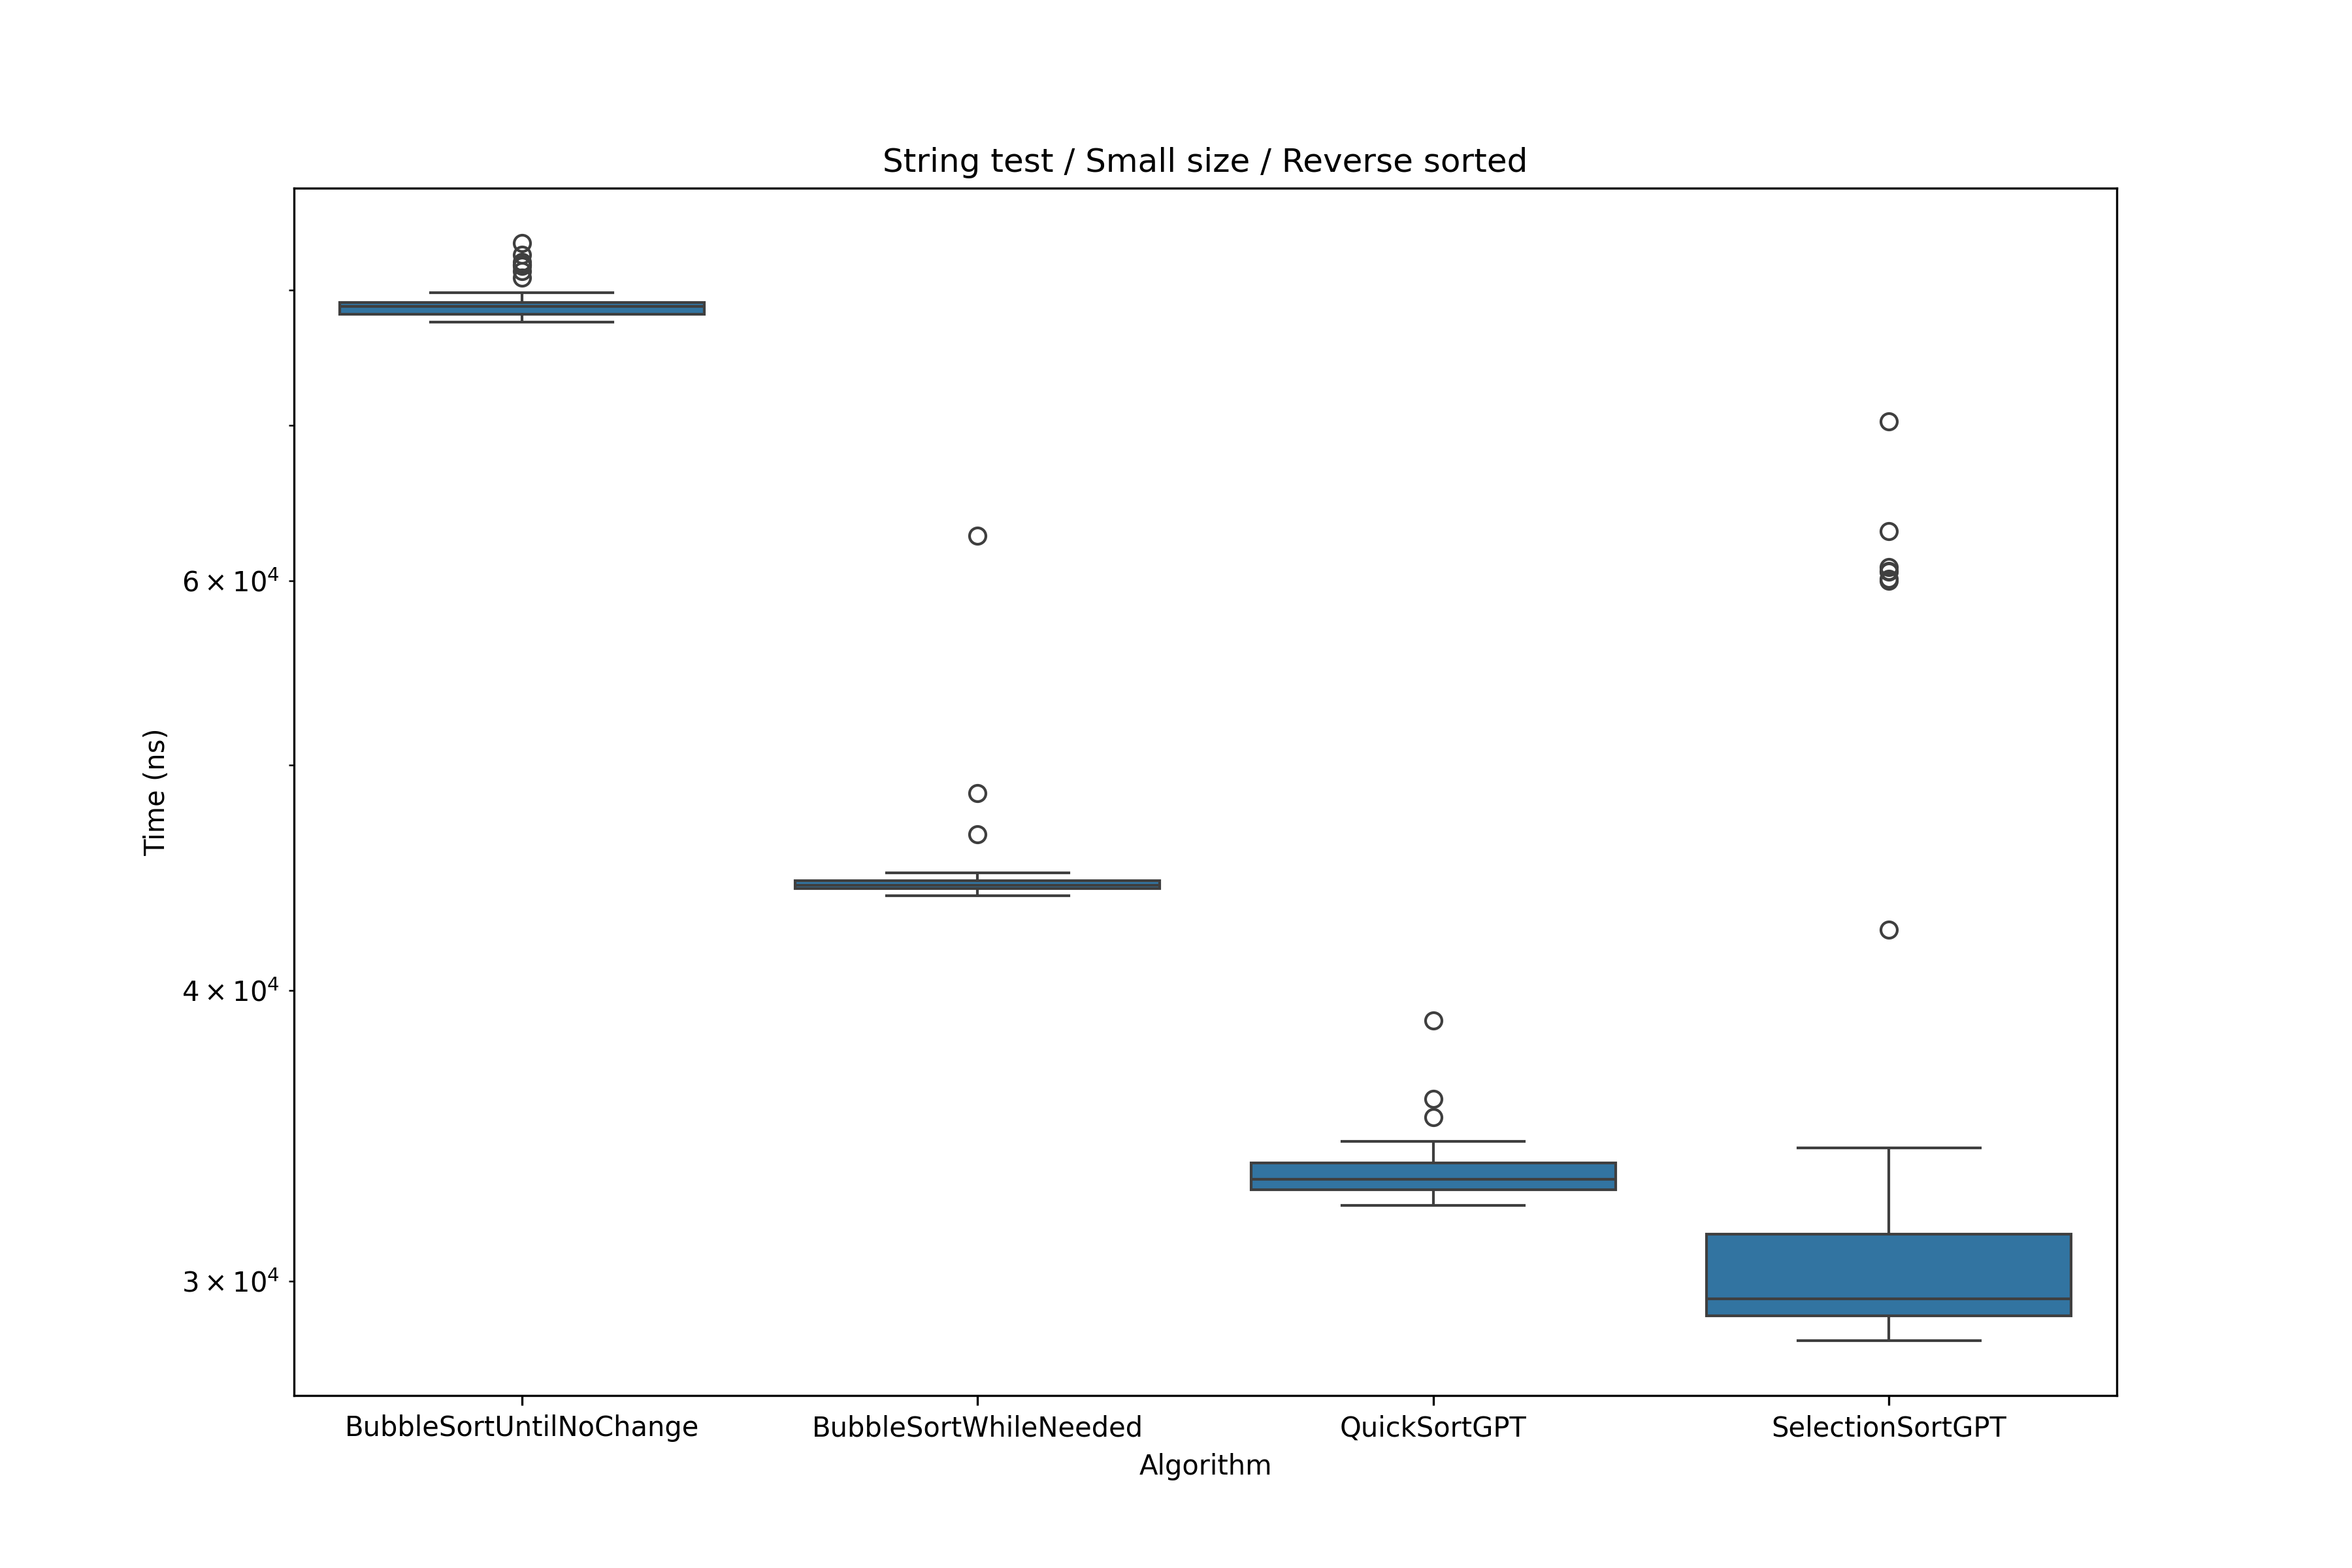 String test / Small size / Reverse sorted
Time (ns)
6 × 10⁴
4 × 10⁴
3 × 10⁴
BubbleSortUntilNoChange
BubbleSortWhileNeeded
QuickSortGPT
SelectionSortGPT
Algorithm